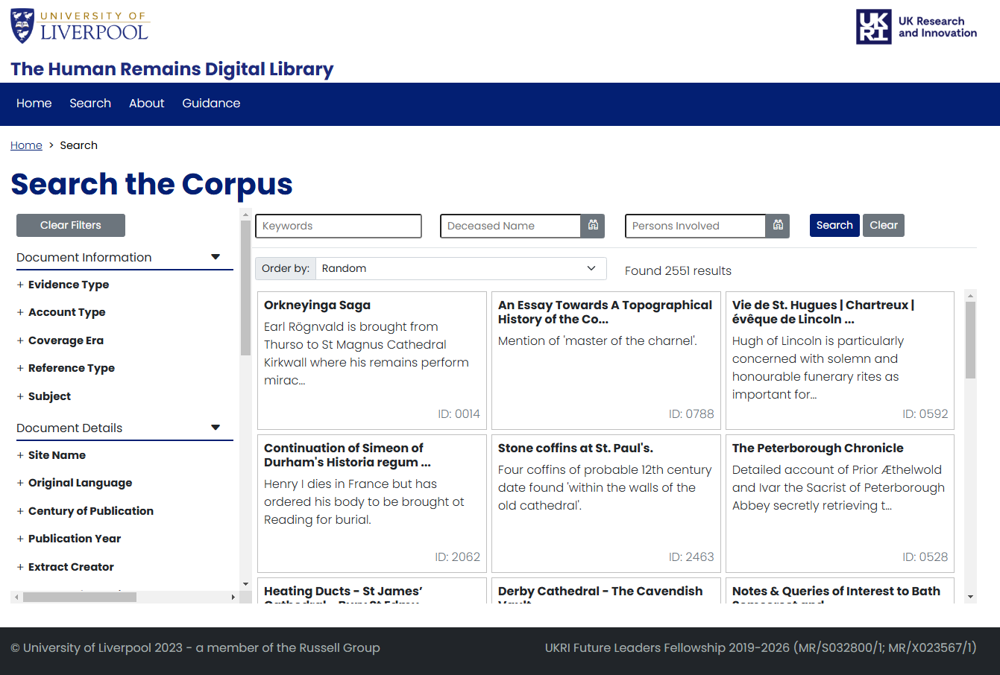 UNIVERSITY OF
LIVERPOOL
UK
RI
UK Research
and Innovation
The Human Remains Digital Library
Home Search About Guidance
Home > Search
Search the Corpus
Clear Filters
Keywords
Deceased Name
Persons Involved
Search
Clear
Document Information
+ Evidence Type
+ Account Type
+ Coverage Era
+ Reference Type
+ Subject
Document Details
+ Site Name
+ Original Language
+ Century of Publication
+ Publication Year
+ Extract Creator
Order by: Random
Found 2551 results
Orkneyinga Saga
Earl Rögnvald is brought from
Thurso to St Magnus Cathedral
Kirkwall where his remains perform
mirac...
ID: 0014
An Essay Towards A Topographical
History of the Co...
Mention of 'master of the charnel'.
ID: 0788
Vie de St. Hugues | Chartreux |
évêque de Lincoln ...
Hugh of Lincoln is particularly
concerned with solemn and
honourable funerary rites as
important for...
ID: 0592
Continuation of Simeon of
Durham's Historia regum ...
Henry I dies in France but has
ordered his body to be brought ot
Reading for burial.
ID: 2062
Stone coffins at St. Paul's.
Four coffins of probable 12th century
date found 'within the walls of the
old cathedral'.
ID: 2463
The Peterborough Chronicle
Detailed account of Prior Æthelwold
and Ivar the Sacrist of Peterborough
Abbey secretly retrieving t...
ID: 0528
Heating Ducts - St James’
Cathedral - Bury St Edmu
Derby Cathedral - The Cavendish
Vault
Notes & Queries of Interest to Bath
Somerset and
© University of Liverpool 2023 - a member of the Russell Group
UKRI Future Leaders Fellowship 2019-2026 (MR/S032800/1; MR/X023567/1)